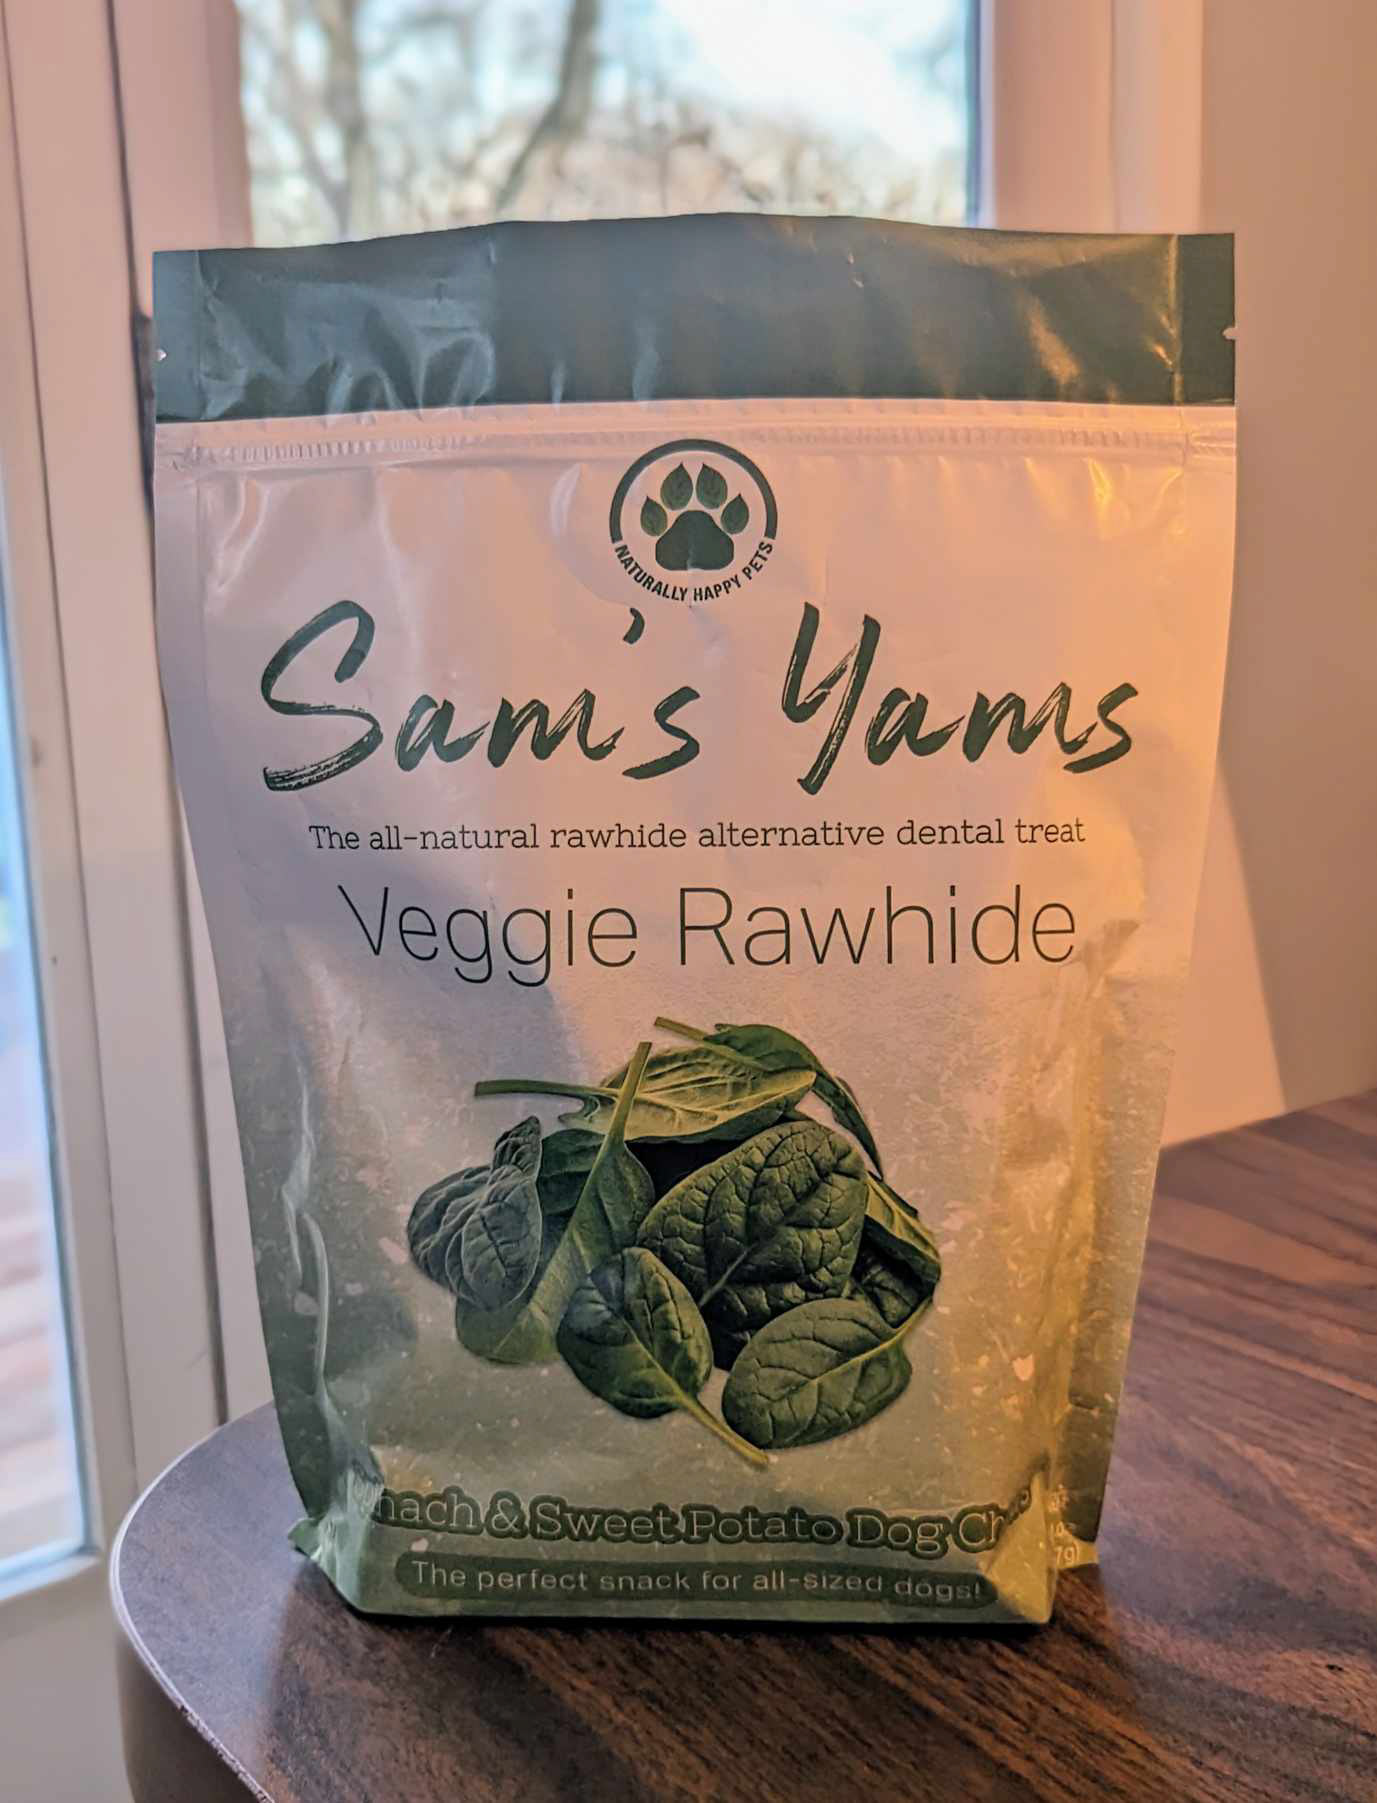 NATURALLY HAPPY PETS
Sam's Yams
The all-natural rawhide alternative dental treat
Veggie Rawhide
& Sweet Potato Dog
The perfect snack for all-sized dogs!